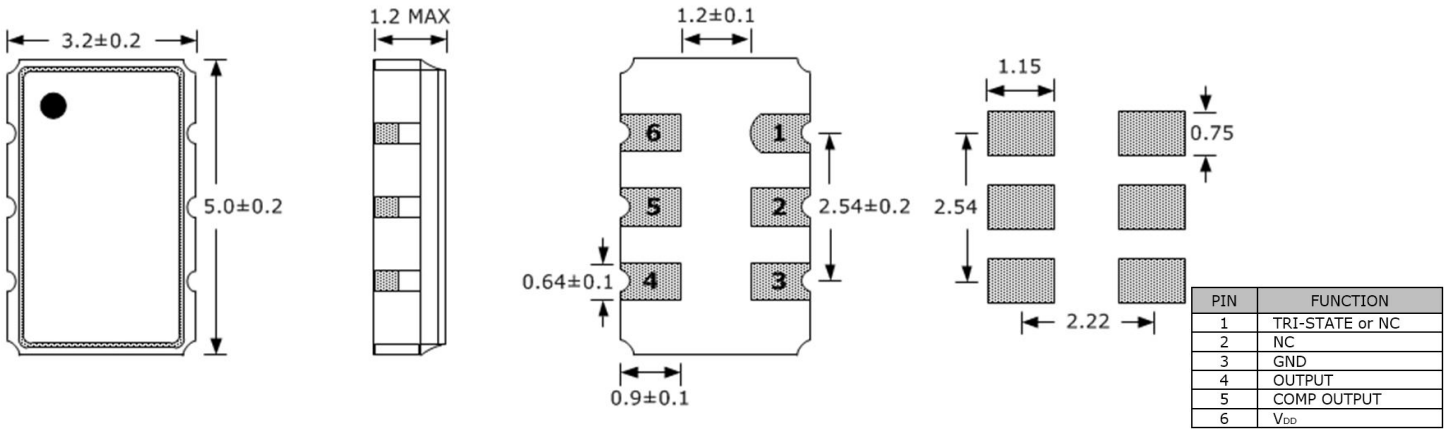 3.2±0.2
5.0±0.2
1.2 MAX
1.2±0.1
6
1
5
2
4
3
2.54±0.2
0.64±0.1
0.9±0.1
1.15
0.75
2.54
2.22
PIN FUNCTION
1 TRI-STATE or NC
2 NC
3 GND
4 OUTPUT
5 COMP OUTPUT
6 VDD